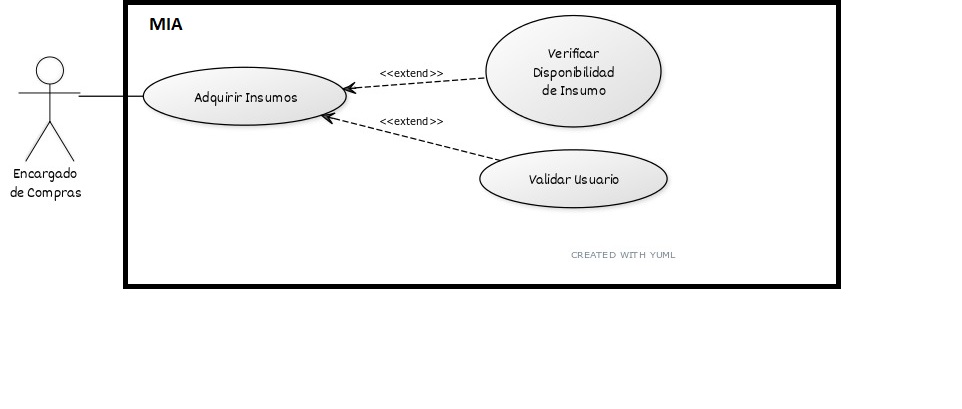 MIA
Verificar
Disponibilidad
de Insumo
<<extend>>
Adquirir Insumos
<<extend>>
Encargado
de Compras
Validar Usuario
CREATED WITH YUML